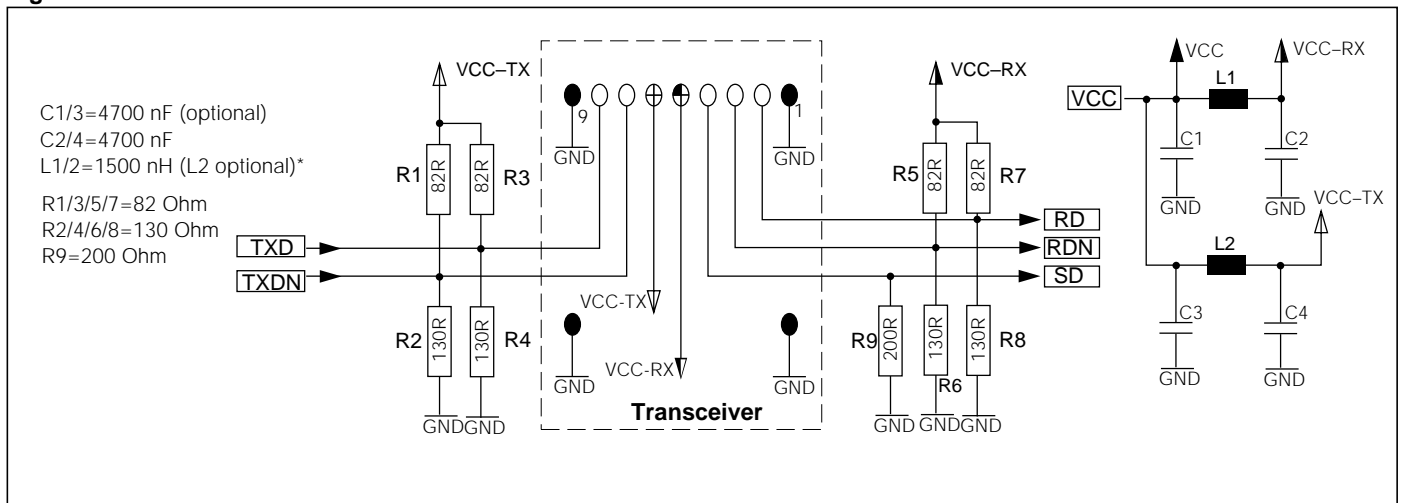 C1/3=4700 nF (optional)
C2/4=4700 nF
L1/2=1500 nH (L2 optional)*
R1/3/5/7=82 Ohm
R2/4/6/8=130 Ohm
R9=200 Ohm
TXD
TXDN
VCC–TX
R1
82R
82R
R3
R2
130R
130R
R4
GND
GND
9
1
GND
GND
VCC-TX
VCC-RX
GND
GND
Transceiver
VCC–RX
R5
82R
82R
R7
R9
200R
130R
R6
130R
R8
GND
GND
GND
RD
RDN
SD
VCC
VCC
L1
VCC–RX
C1
C2
GND
GND
VCC–TX
L2
C3
C4
GND
GND